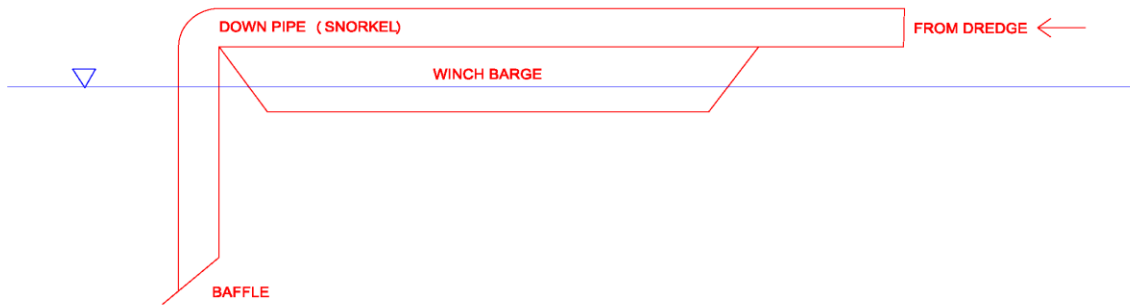 DOWN PIPE ( SNORKEL)
FROM DREDGE
WINCH BARGE
BAFFLE